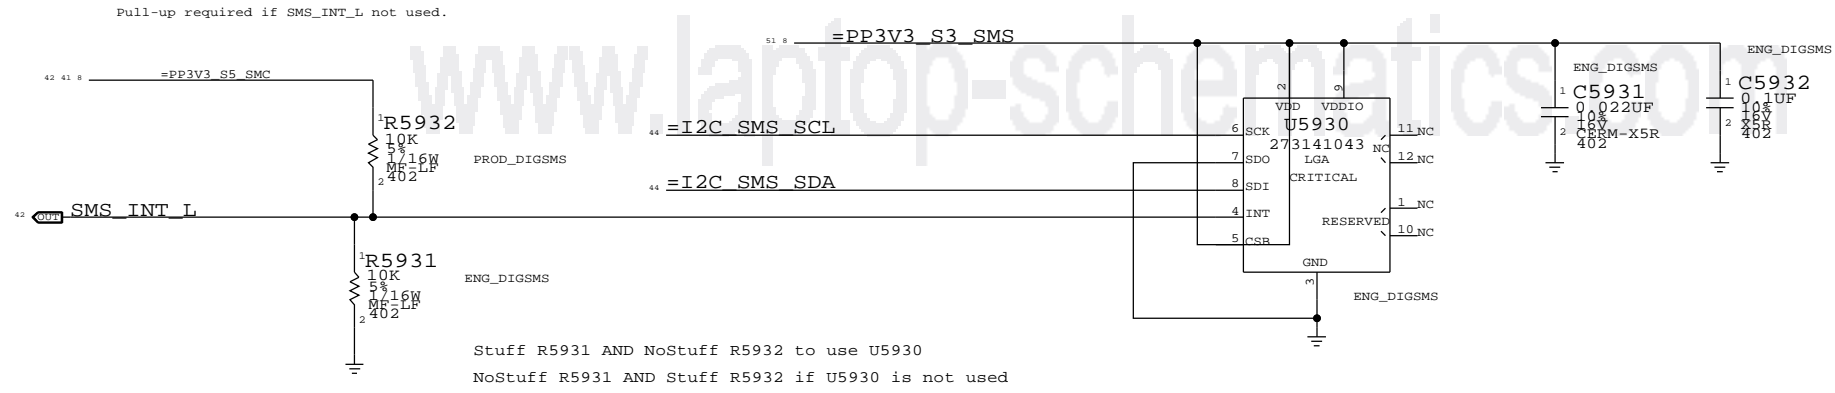 Pull-up required if SMS_INT_L not used.
42 41 8
=PP3V3_S5_SMC
1
R5932
10K
5%
1/16W
MF-LF
402
2
PROD_DIGSMS
42
OUT
SMS_INT_L
1
R5931
10K
5%
1/16W
MF-LF
402
2
ENG_DIGSMS
Stuff R5931 AND NoStuff R5932 to use U5930
NoStuff R5931 AND Stuff R5932 if U5930 is not used
www.laptop-schematics.com
51 8
=PP3V3_S3_SMS
44
=I2C_SMS_SCL
44
=I2C_SMS_SDA
2
9
VDD
VDDIO
U5930
273141043
LGA
CRITICAL
6
SCK
7
SDO
8
SDI
4
INT
5
CSB
NC
11
NC
12
NC
RESERVED
1
NC
10
NC
GND
3
ENG_DIGSMS
ENG_DIGSMS
1
C5931
0.022UF
10%
16V
CERM-X5R
402
2
ENG_DIGSMS
1
C5932
0.1UF
10%
16V
X5R
402
2